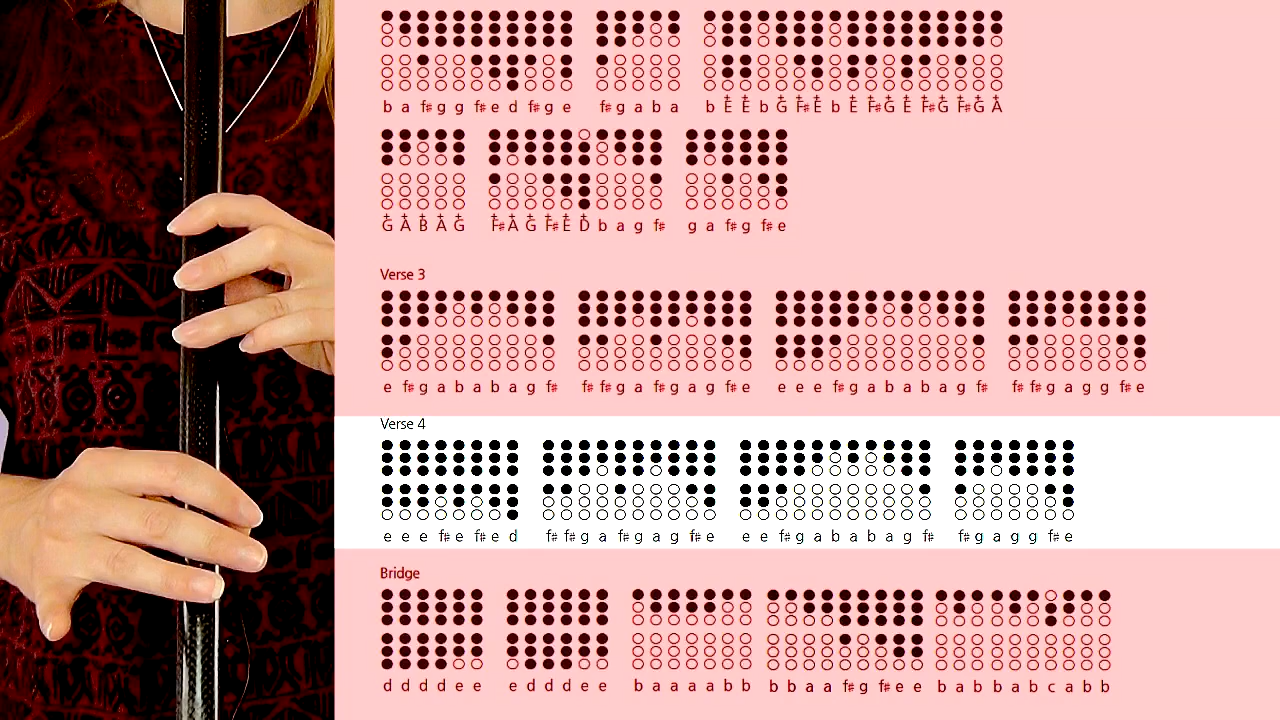 b a f# g g f# e d f# g e f# g a b a b E E b G F# E b E F# G E F# G F# G A
G A B A G F# A G F# E D b a g f# g a f# g f# e
Verse 3
e f# g a b a b a g f# f# f# g a f# g a g f# e e e e f# g a b a b a g f# f# f# g a g g f# e
Verse 4
e e e f# e f# e d f# f# g a f# g a g f# e e e f# g a b a b a g f# f# g a g g f# e
Bridge
d d d d e e e d d d e e b a a a a b b b b a a f# g f# e e b a b b a b c a b b